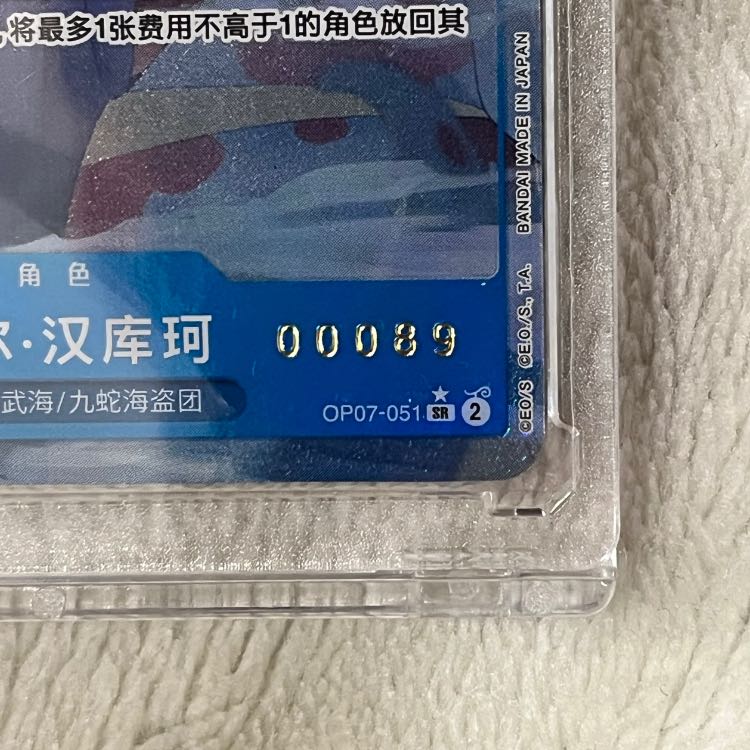 将最多1张费用不高于1的角色放回其
角色
尔·汉库珂
00089
武海/九蛇海盗团
OP07-051 SR 2
©EO/S ©E.O./S., T.A. BANDAI MADE IN JAPAN